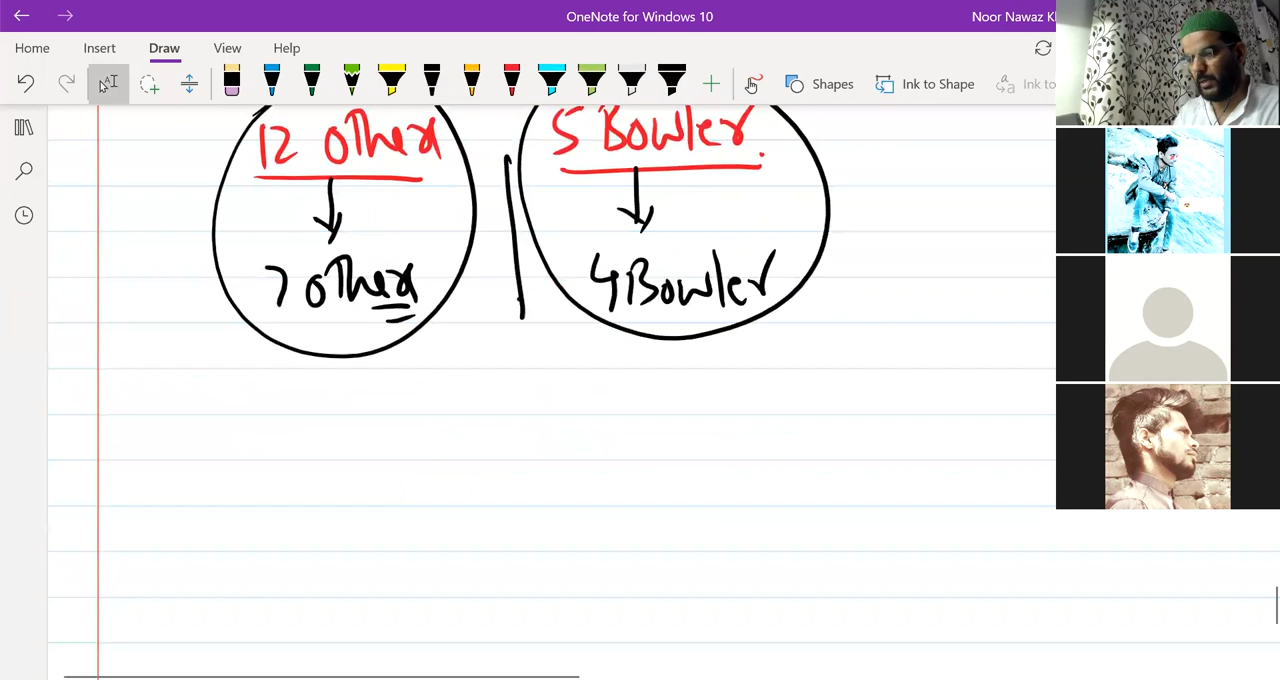 OneNote for Windows 10
Noor Nawaz Kh
Home Insert Draw View Help
Shapes
Ink to Shape
Ink to
12 Other
5 Bowler.
7 Other
4 Bowler